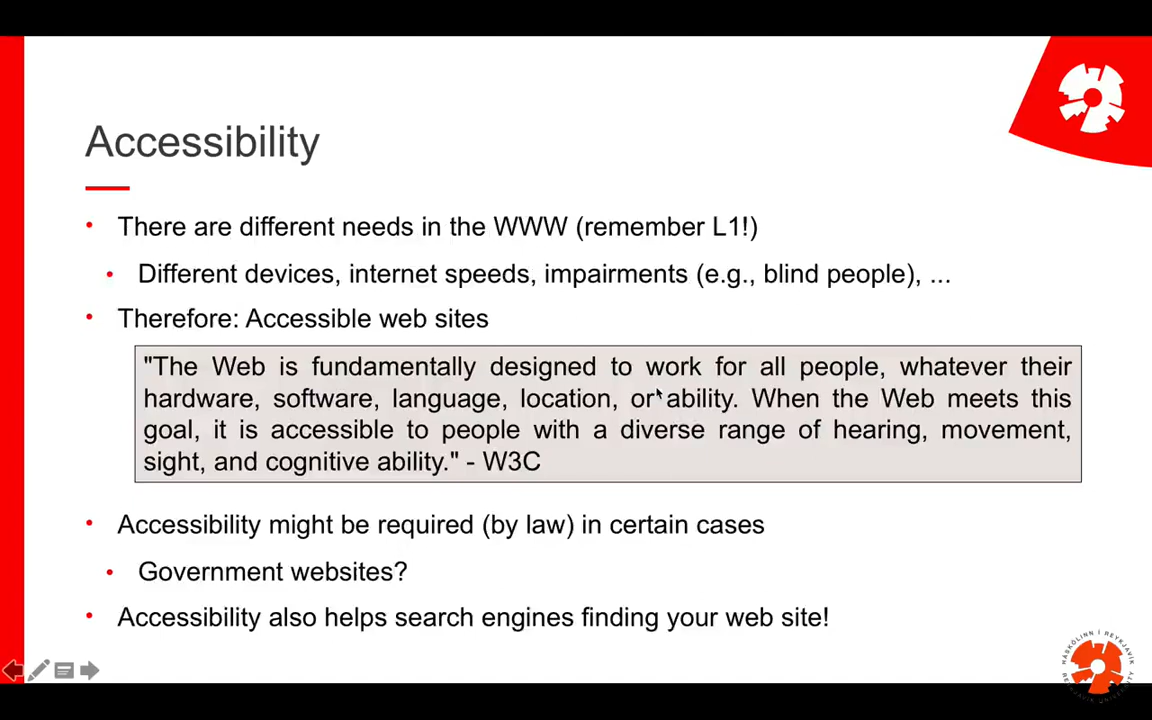 Accessibility
• There are different needs in the WWW (remember L1!)
• Different devices, internet speeds, impairments (e.g., blind people), ...
• Therefore: Accessible web sites
"The Web is fundamentally designed to work for all people, whatever their
hardware, software, language, location, or ability. When the Web meets this
goal, it is accessible to people with a diverse range of hearing, movement,
sight, and cognitive ability." - W3C
• Accessibility might be required (by law) in certain cases
• Government websites?
• Accessibility also helps search engines finding your web site!
HÁSKÓLINN Í REYKJAVÍK
REYKJAVIK UNIVERSITY